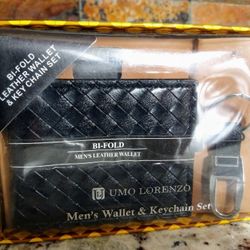 BI-FOLD
LEATHER WALLET
& KEY CHAIN SET
BI-FOLD
MEN'S LEATHER WALLET
UMO LORENZO
Men's Wallet & Keychain Set